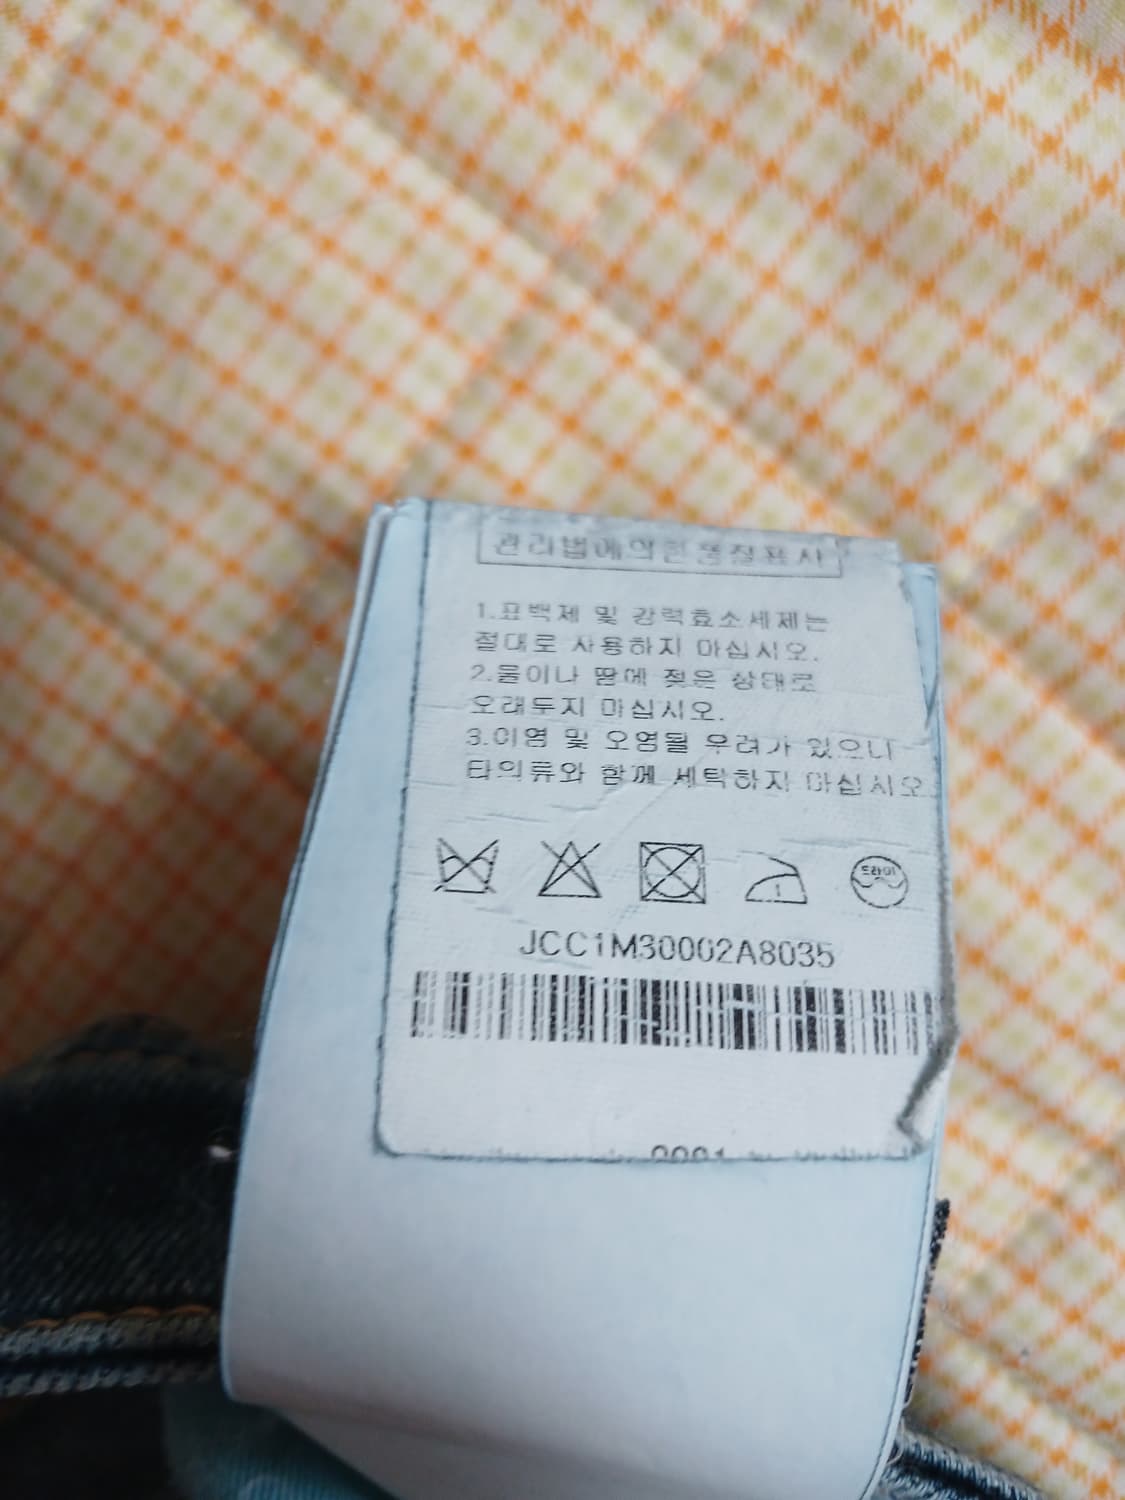 관리법에의한품질표시
1.표백제 및 강력효소세제는
절대로 사용하지 마십시오.
2.물이나 땀에 젖은 상태로
오래두지 마십시오.
3.이염 및 오염될 우려가 있으니
타의류와 함께 세탁하지 마십시오
드라이
JCC1M30002A8035